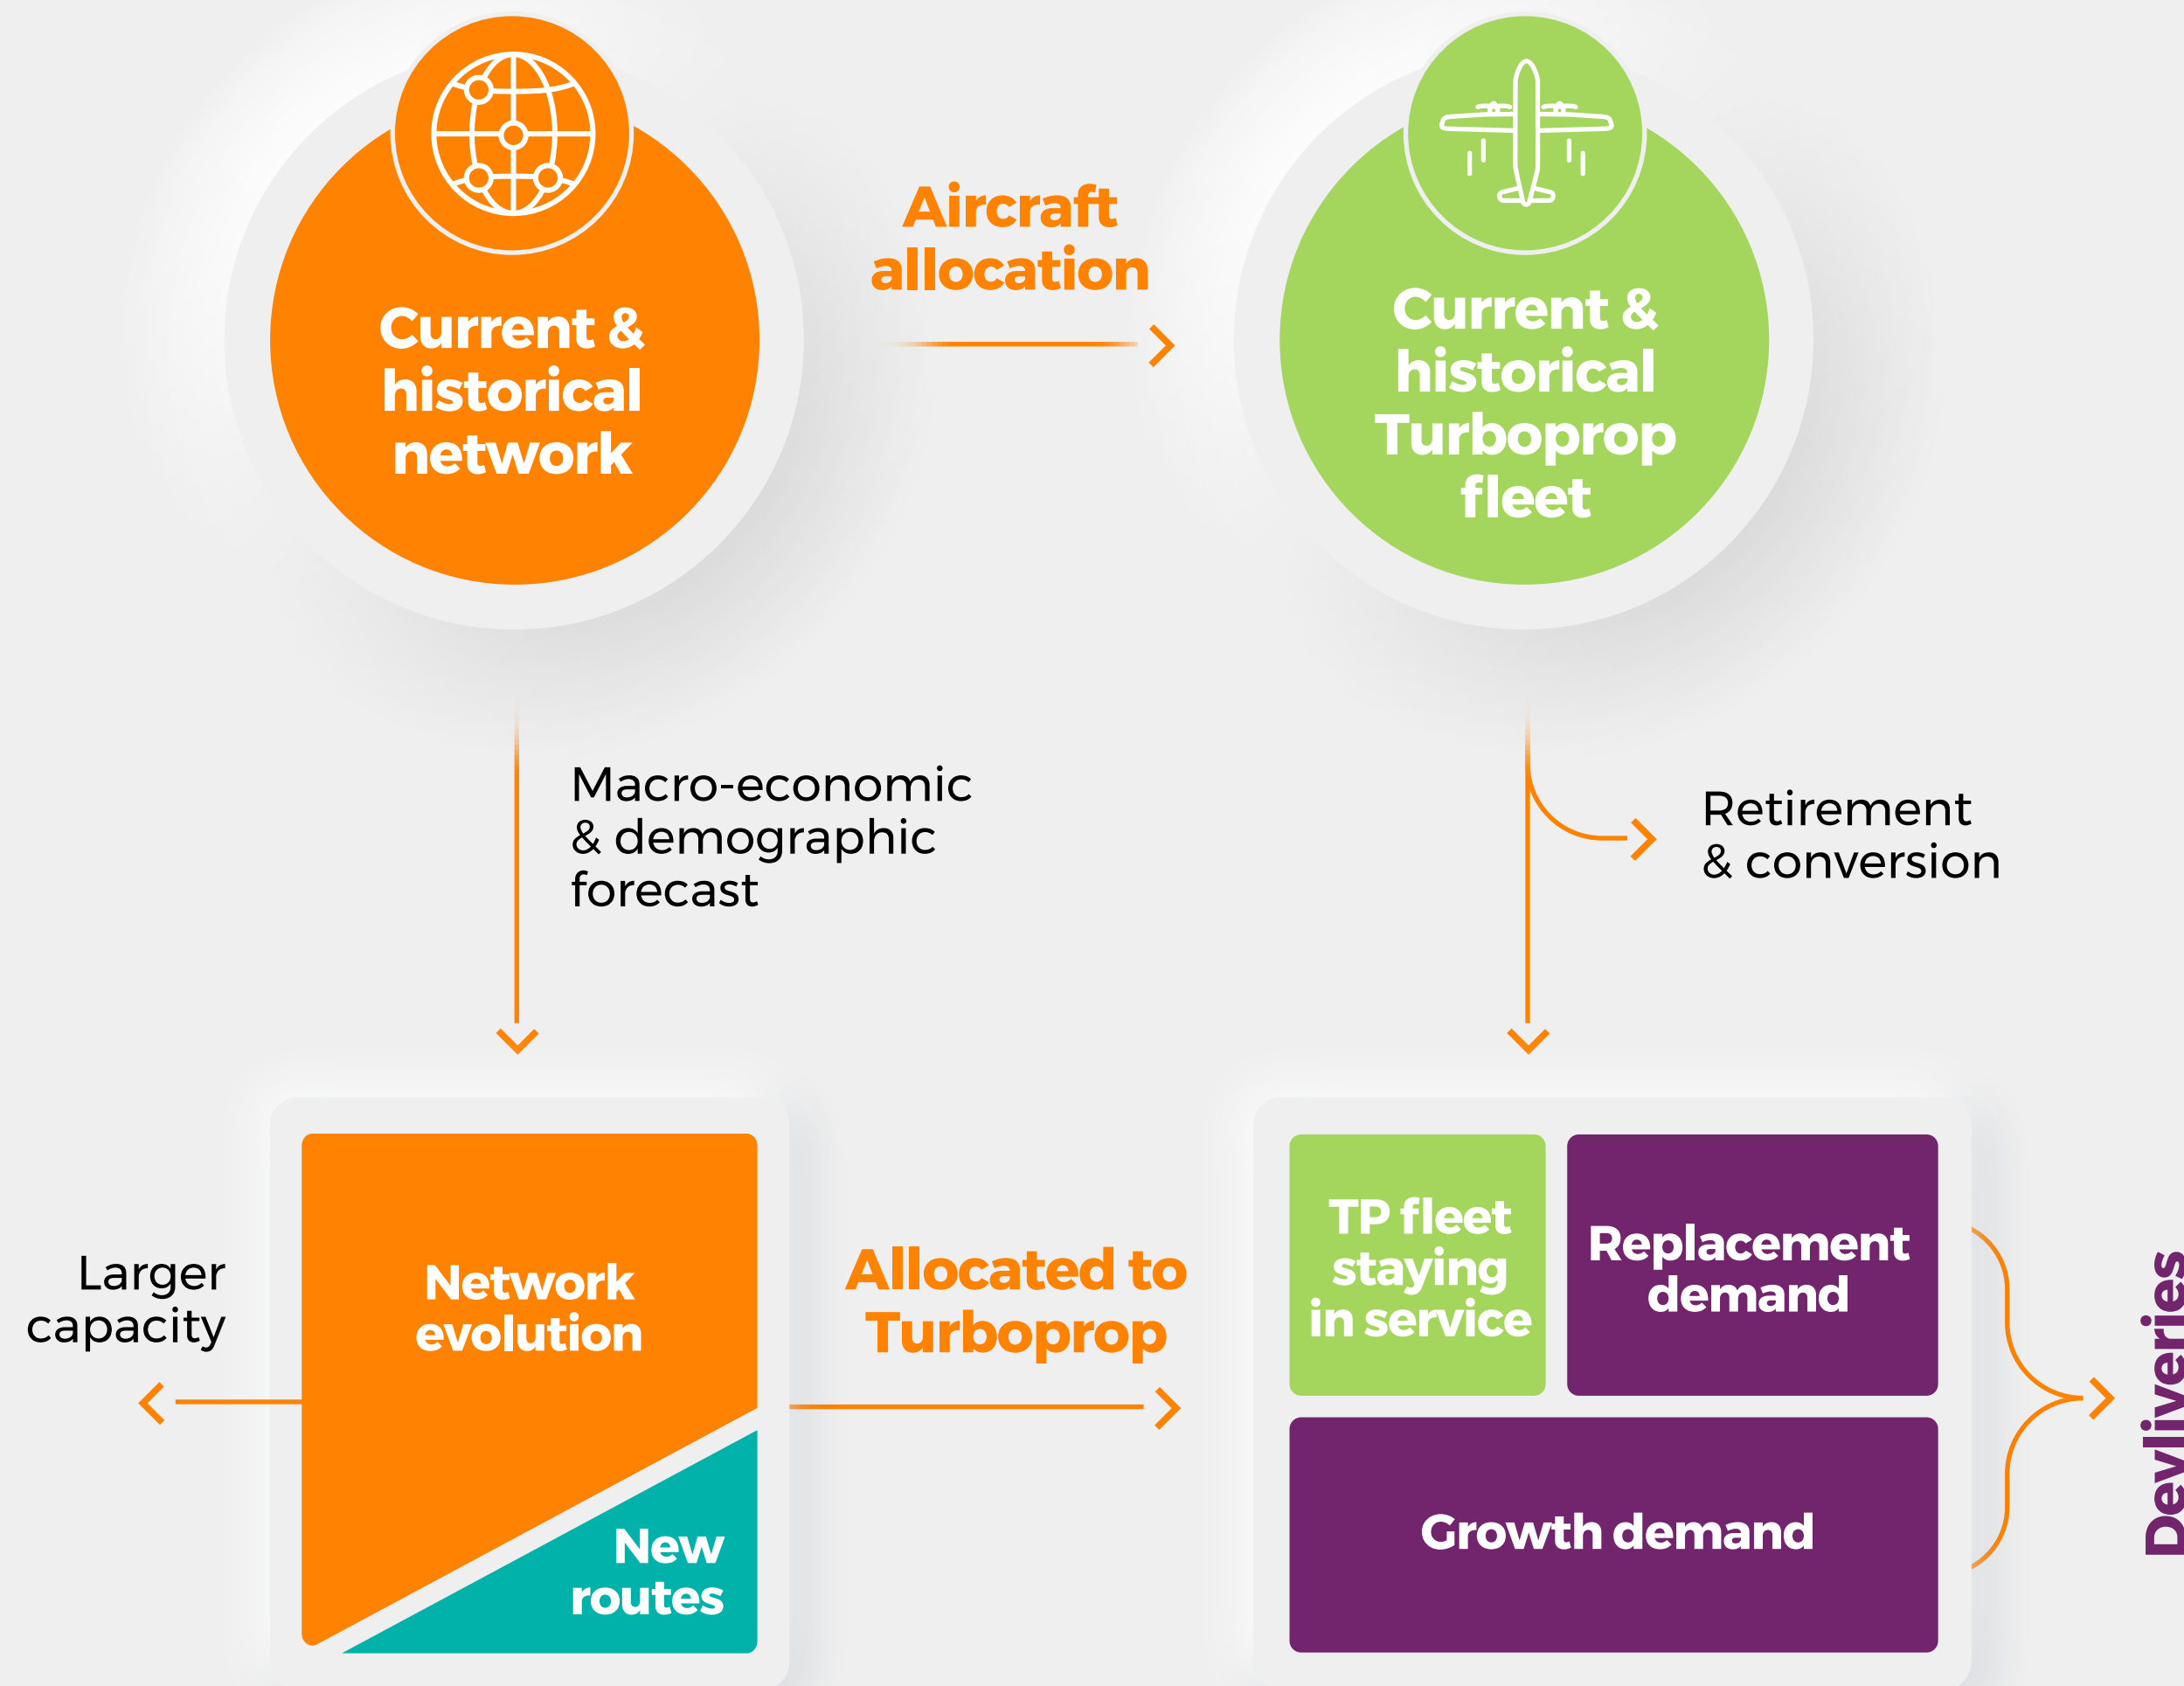 Current &
historical
network
Aircraft
allocation
Current &
historical
Turboprop
fleet
Macro-economic
& demographic
forecast
Retirement
& conversion
Larger
capacity
Network
evolution
New
routes
Allocated to
Turboprop
TP fleet
staying
in service
Replacement
demand
Growth demand
Devliveries